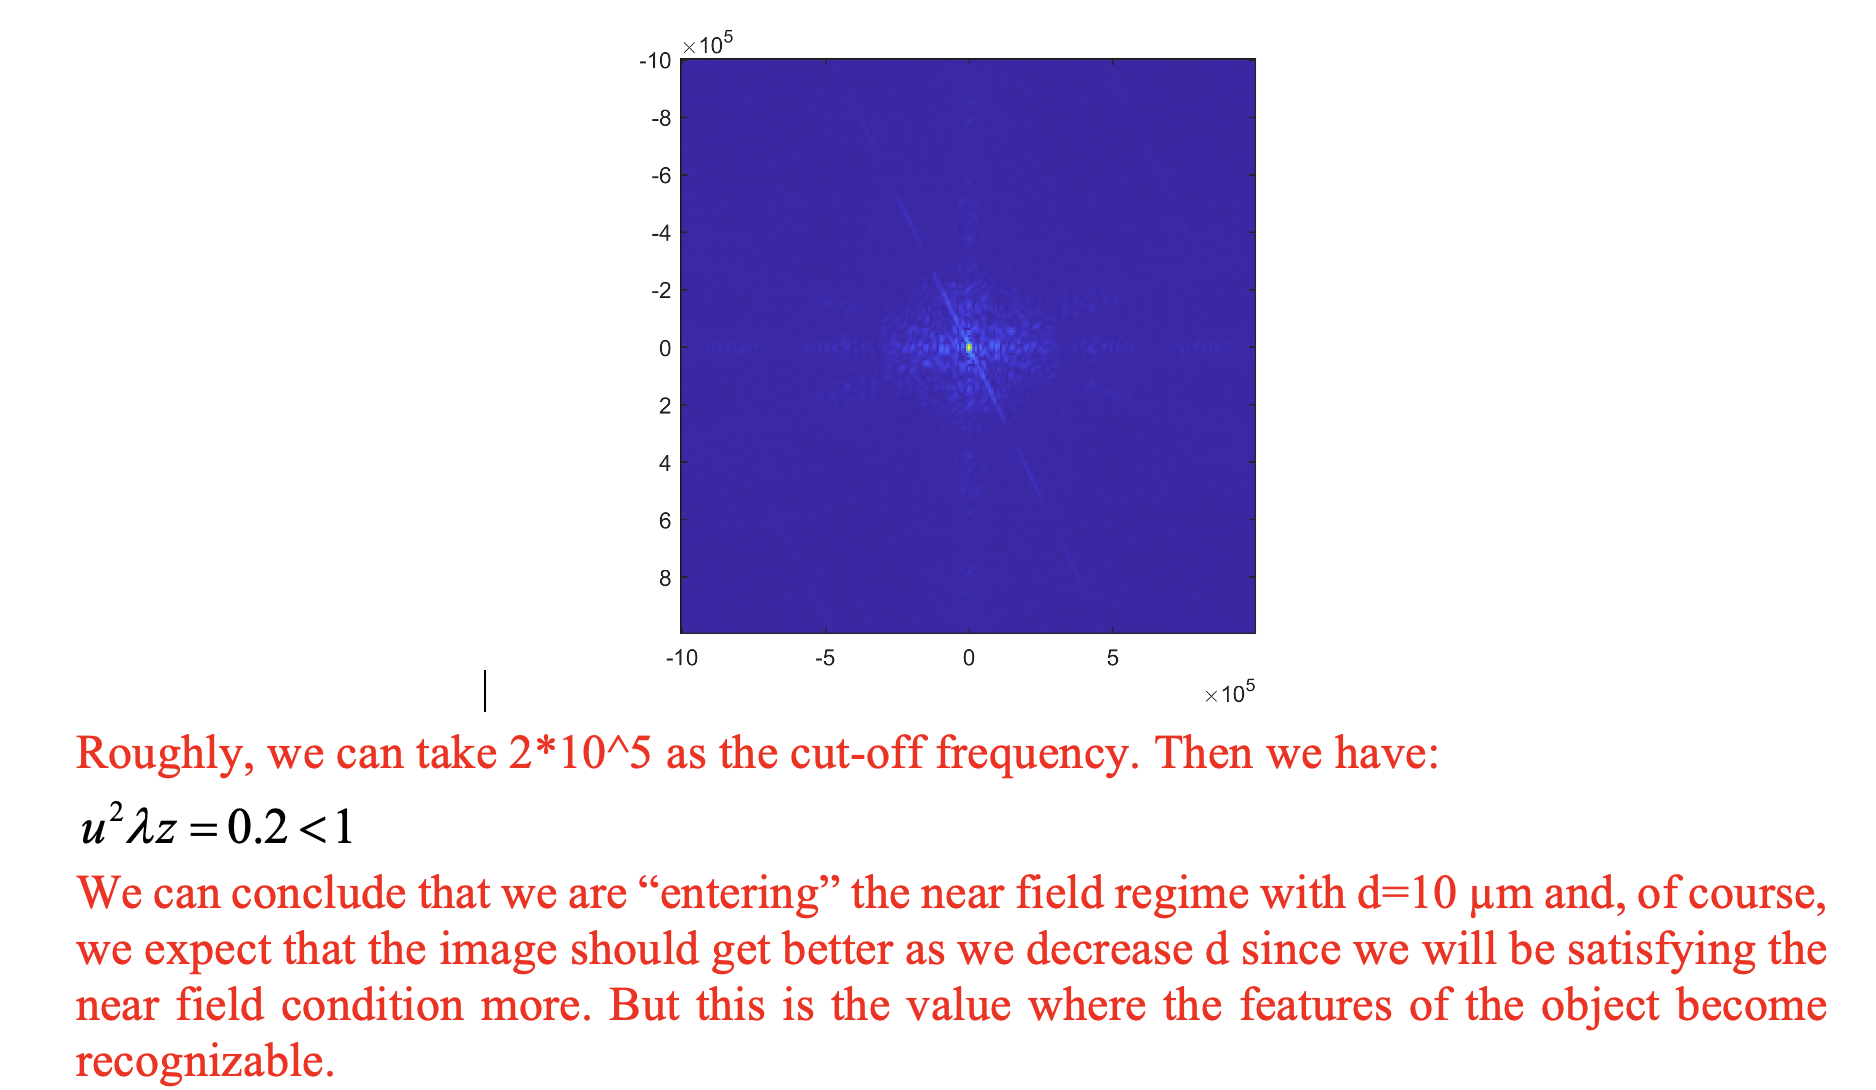 ×10⁵
-10
-8
-6
-4
-2
0
2
4
6
8
-10 -5 0 5
×10⁵
Roughly, we can take 2*10^5 as the cut-off frequency. Then we have:
u²λz = 0.2 < 1
We can conclude that we are “entering” the near field regime with d=10 μm and, of course,
we expect that the image should get better as we decrease d since we will be satisfying the
near field condition more. But this is the value where the features of the object become
recognizable.